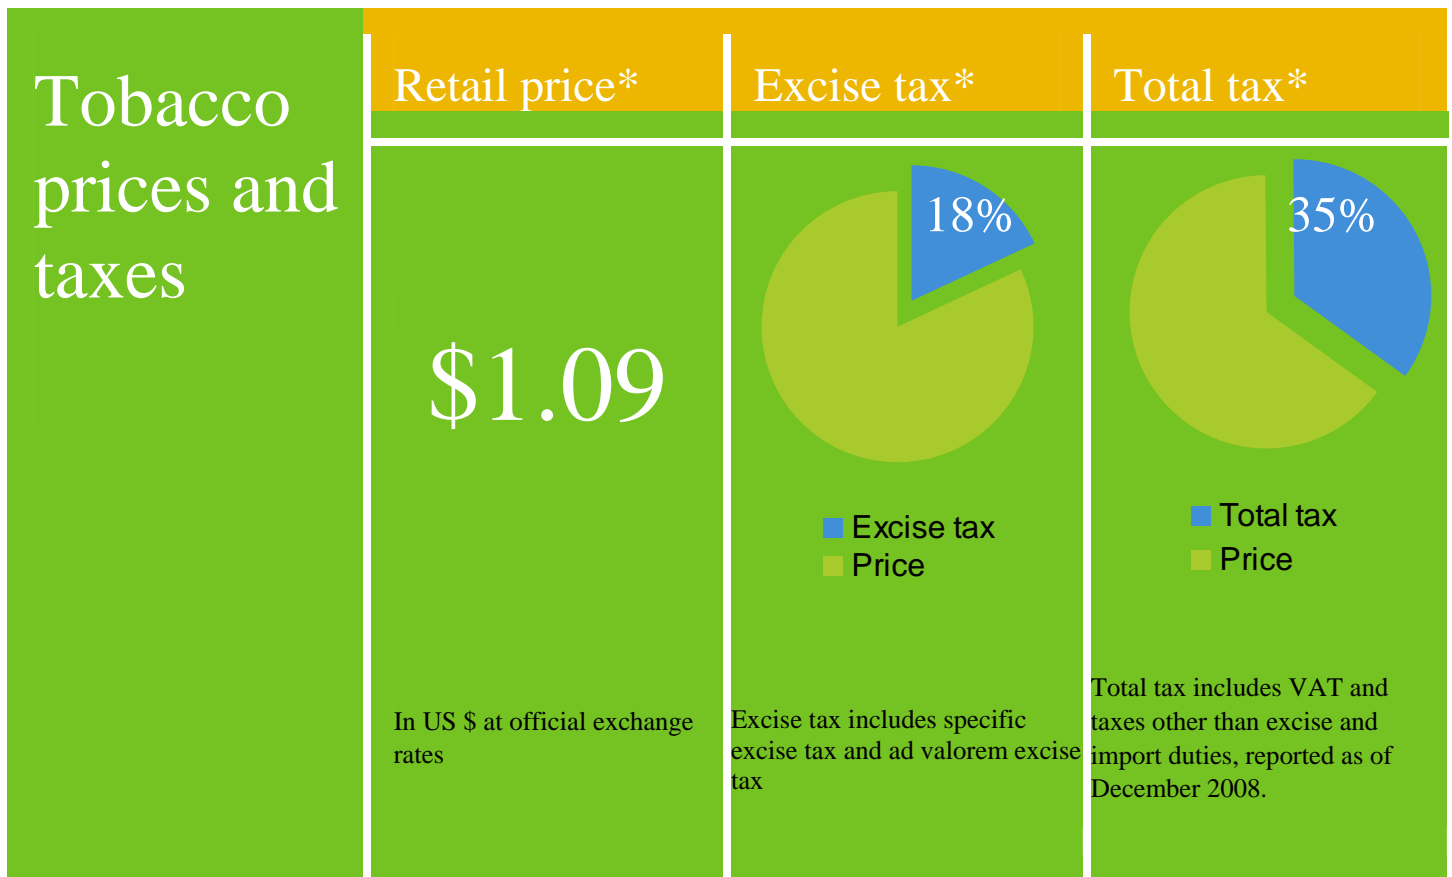 Tobacco
prices and
taxes
Retail price*
Excise tax*
Total tax*
$1.09
In US $ at official exchange
rates
18%
Excise tax
Price
Excise tax includes specific
excise tax and ad valorem excise
tax
35%
Total tax
Price
Total tax includes VAT and
taxes other than excise and
import duties, reported as of
December 2008.